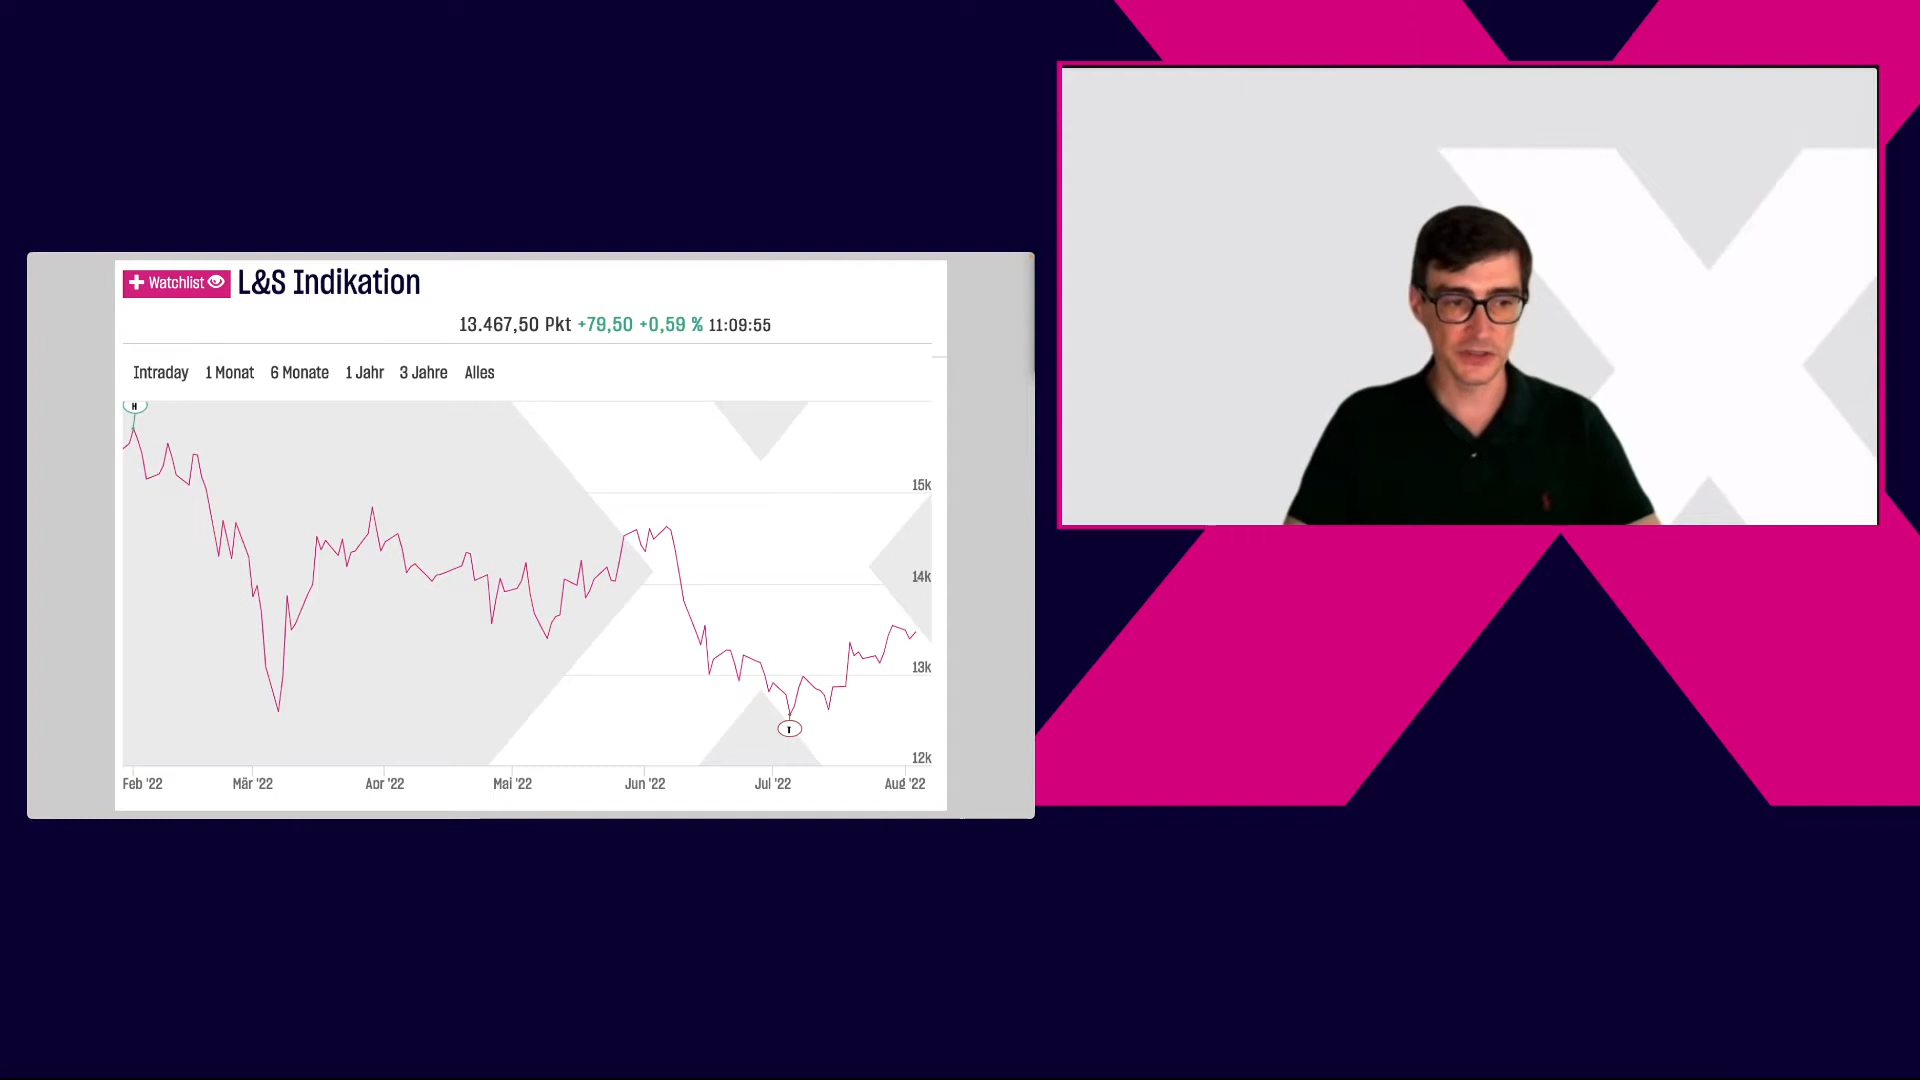 Watchlist L&S Indikation
13.467,50 Pkt +79,50 +0,59 % 11:09:55
Intraday 1 Monat 6 Monate 1 Jahr 3 Jahre Alles
H
15k
14k
13k
T
12k
Feb '22 Mär '22 Apr '22 Mai '22 Jun '22 Jul '22 Aug '22